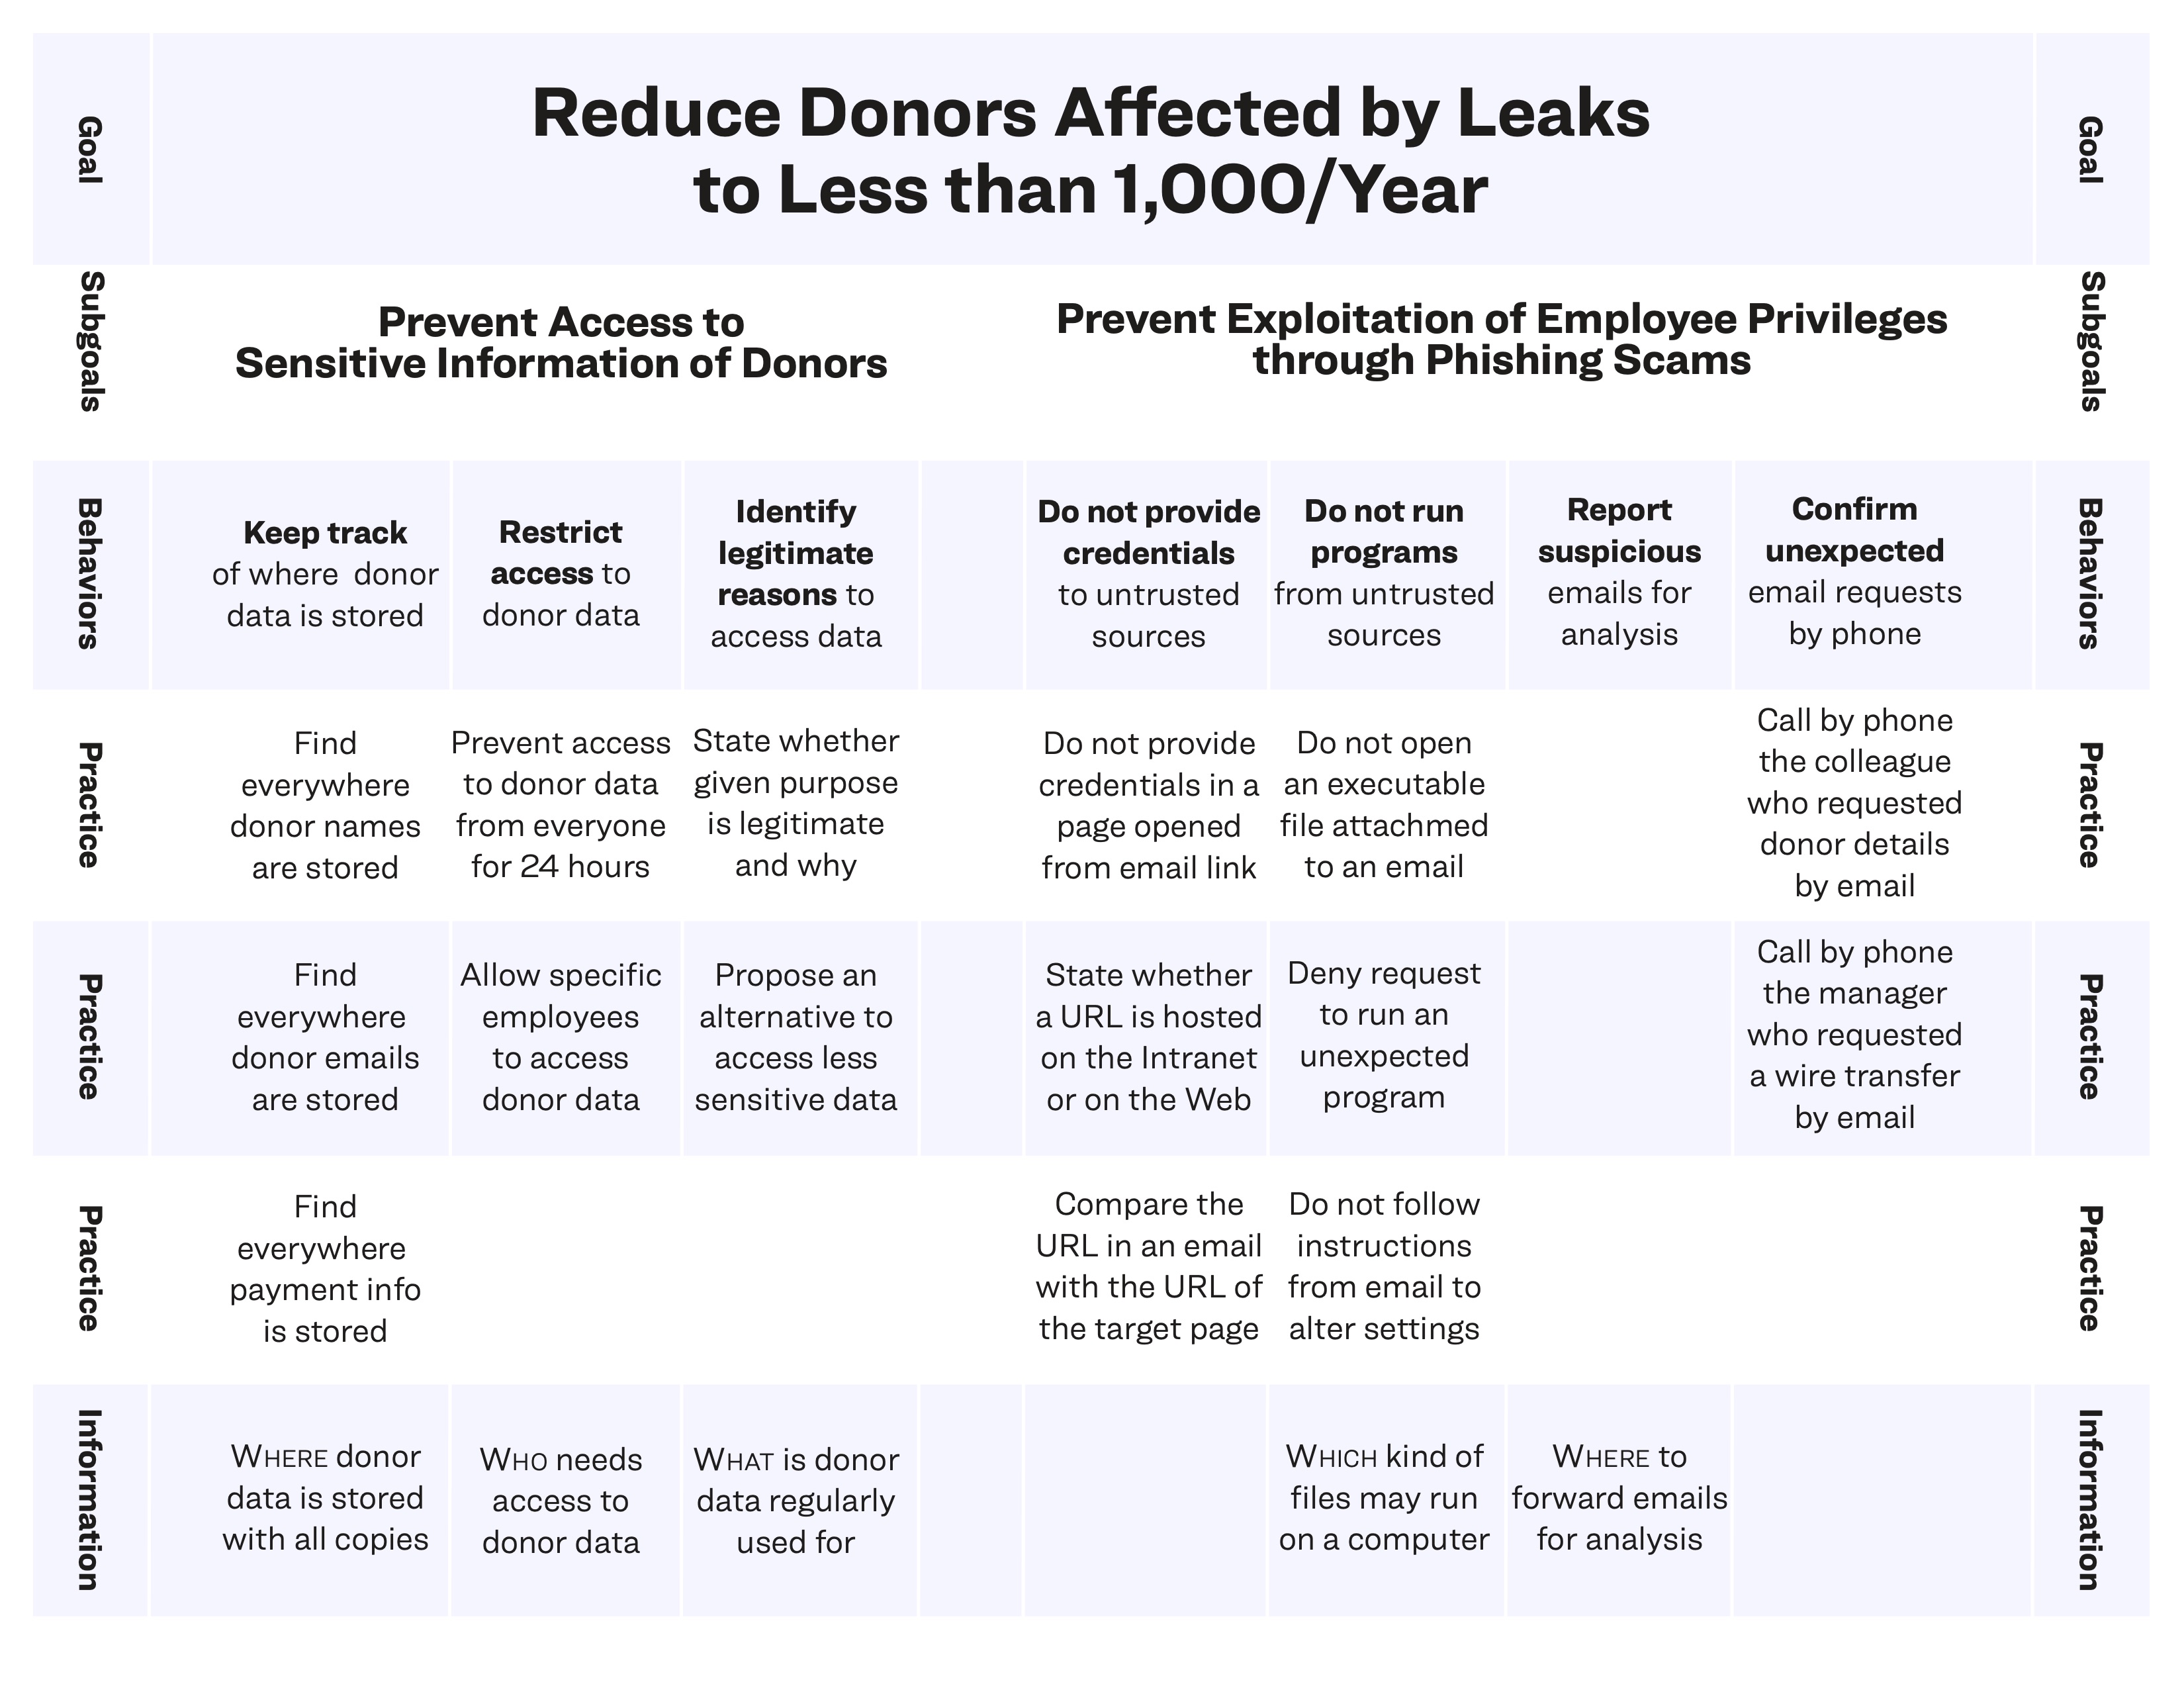 Goal
Reduce Donors Affected by Leaks
to Less than 1,000/Year
Goal
Subgoals
Prevent Access to
Sensitive Information of Donors
Prevent Exploitation of Employee Privileges
through Phishing Scams
Subgoals
Behaviors
Keep track
of where donor
data is stored
Restrict
access to
donor data
Identify
legitimate
reasons to
access data
Do not provide
credentials
to untrusted
sources
Do not run
programs
from untrusted
sources
Report
suspicious
emails for
analysis
Confirm
unexpected
email requests
by phone
Behaviors
Practice
Find
everywhere
donor names
are stored
Prevent access
to donor data
from everyone
for 24 hours
State whether
given purpose
is legitimate
and why
Do not provide
credentials in a
page opened
from email link
Do not open
an executable
file attachmed
to an email
Call by phone
the colleague
who requested
donor details
by email
Practice
Practice
Find
everywhere
donor emails
are stored
Allow specific
employees
to access
donor data
Propose an
alternative to
access less
sensitive data
State whether
a URL is hosted
on the Intranet
or on the Web
Deny request
to run an
unexpected
program
Call by phone
the manager
who requested
a wire transfer
by email
Practice
Practice
Find
everywhere
payment info
is stored
Compare the
URL in an email
with the URL of
the target page
Do not follow
instructions
from email to
alter settings
Practice
Information
WHERE donor
data is stored
with all copies
WHO needs
access to
donor data
WHAT is donor
data regularly
used for
WHICH kind of
files may run
on a computer
WHERE to
forward emails
for analysis
Information